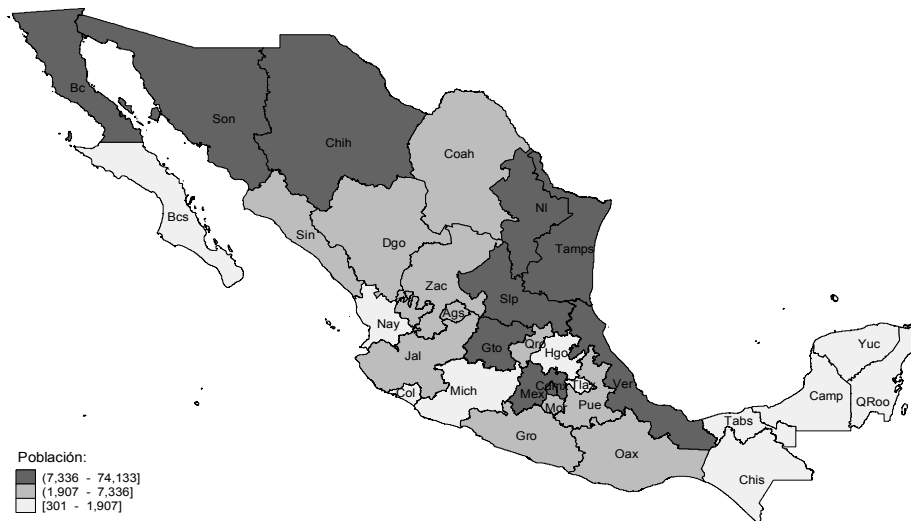 Bc
Son
Chih
Coah
Nl
Tamps
Bcs
Sin
Dgo
Zac
Slp
Ags
Nay
Gto
Qro
Hgo
Jal
Mich
Col
Mex
Cdmx
Tlax
Ver
Mor
Pue
Gro
Oax
Yuc
Camp
QRoo
Tabs
Chis
Población:
(7,336 - 74,133]
(1,907 - 7,336]
[301 - 1,907]